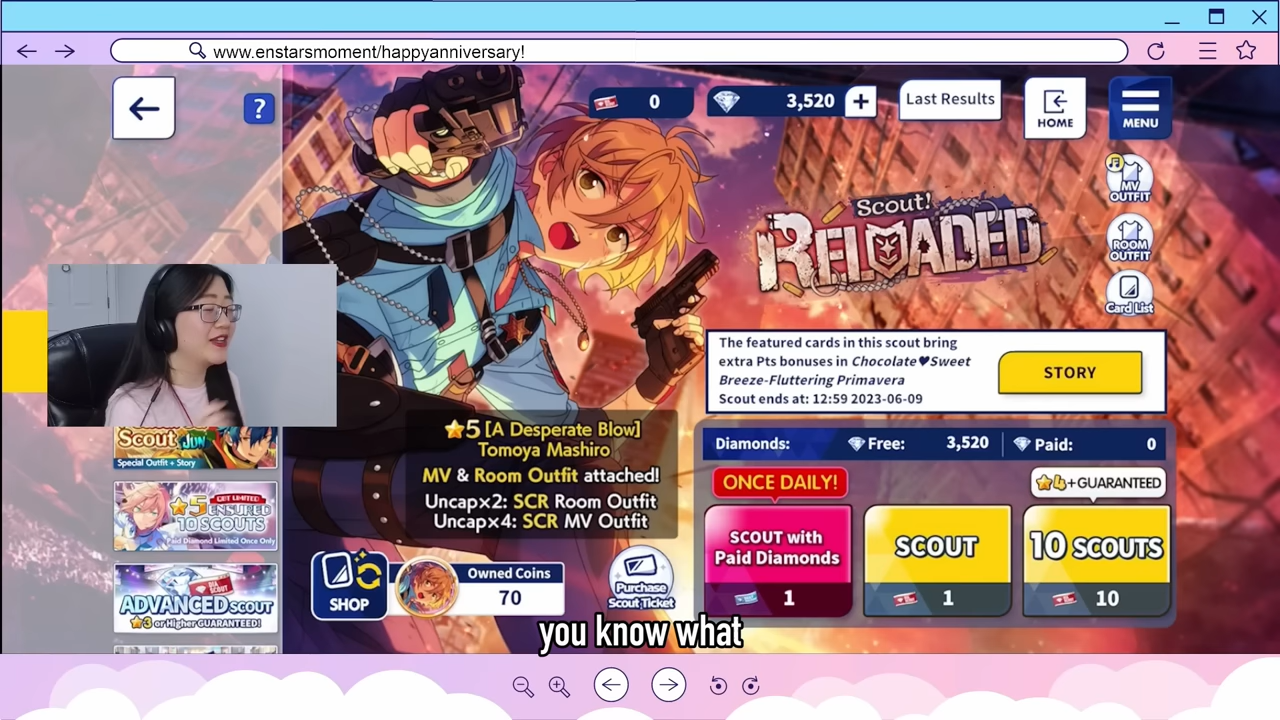 www.enstarsmoment/happyanniversary!
?
0
3,520
+
Last Results
HOME
MENU
MV
OUTFIT
ROOM
OUTFIT
Card List
Scout!
RELOADED
The featured cards in this scout bring
extra Pts bonuses in Chocolate♥Sweet
Breeze-Fluttering Primavera
Scout ends at: 12:59 2023-06-09
STORY
Diamonds:
Free:
3,520
Paid:
0
ONCE DAILY!
★4+GUARANTEED
SCOUT with
Paid Diamonds
1
SCOUT
1
10 SCOUTS
10
★5 [A Desperate Blow]
Tomoya Mashiro
MV & Room Outfit attached!
Uncap×2: SCR Room Outfit
Uncap×4: SCR MV Outfit
SHOP
Owned Coins
70
Purchase
Scout Ticket
Scout JUN
Special Outfit + Story
★5 ENSURED
10 SCOUTS
Paid Diamond Limited Once Only
ADVANCED SCOUT
★3 or Higher GUARANTEED!
you know what